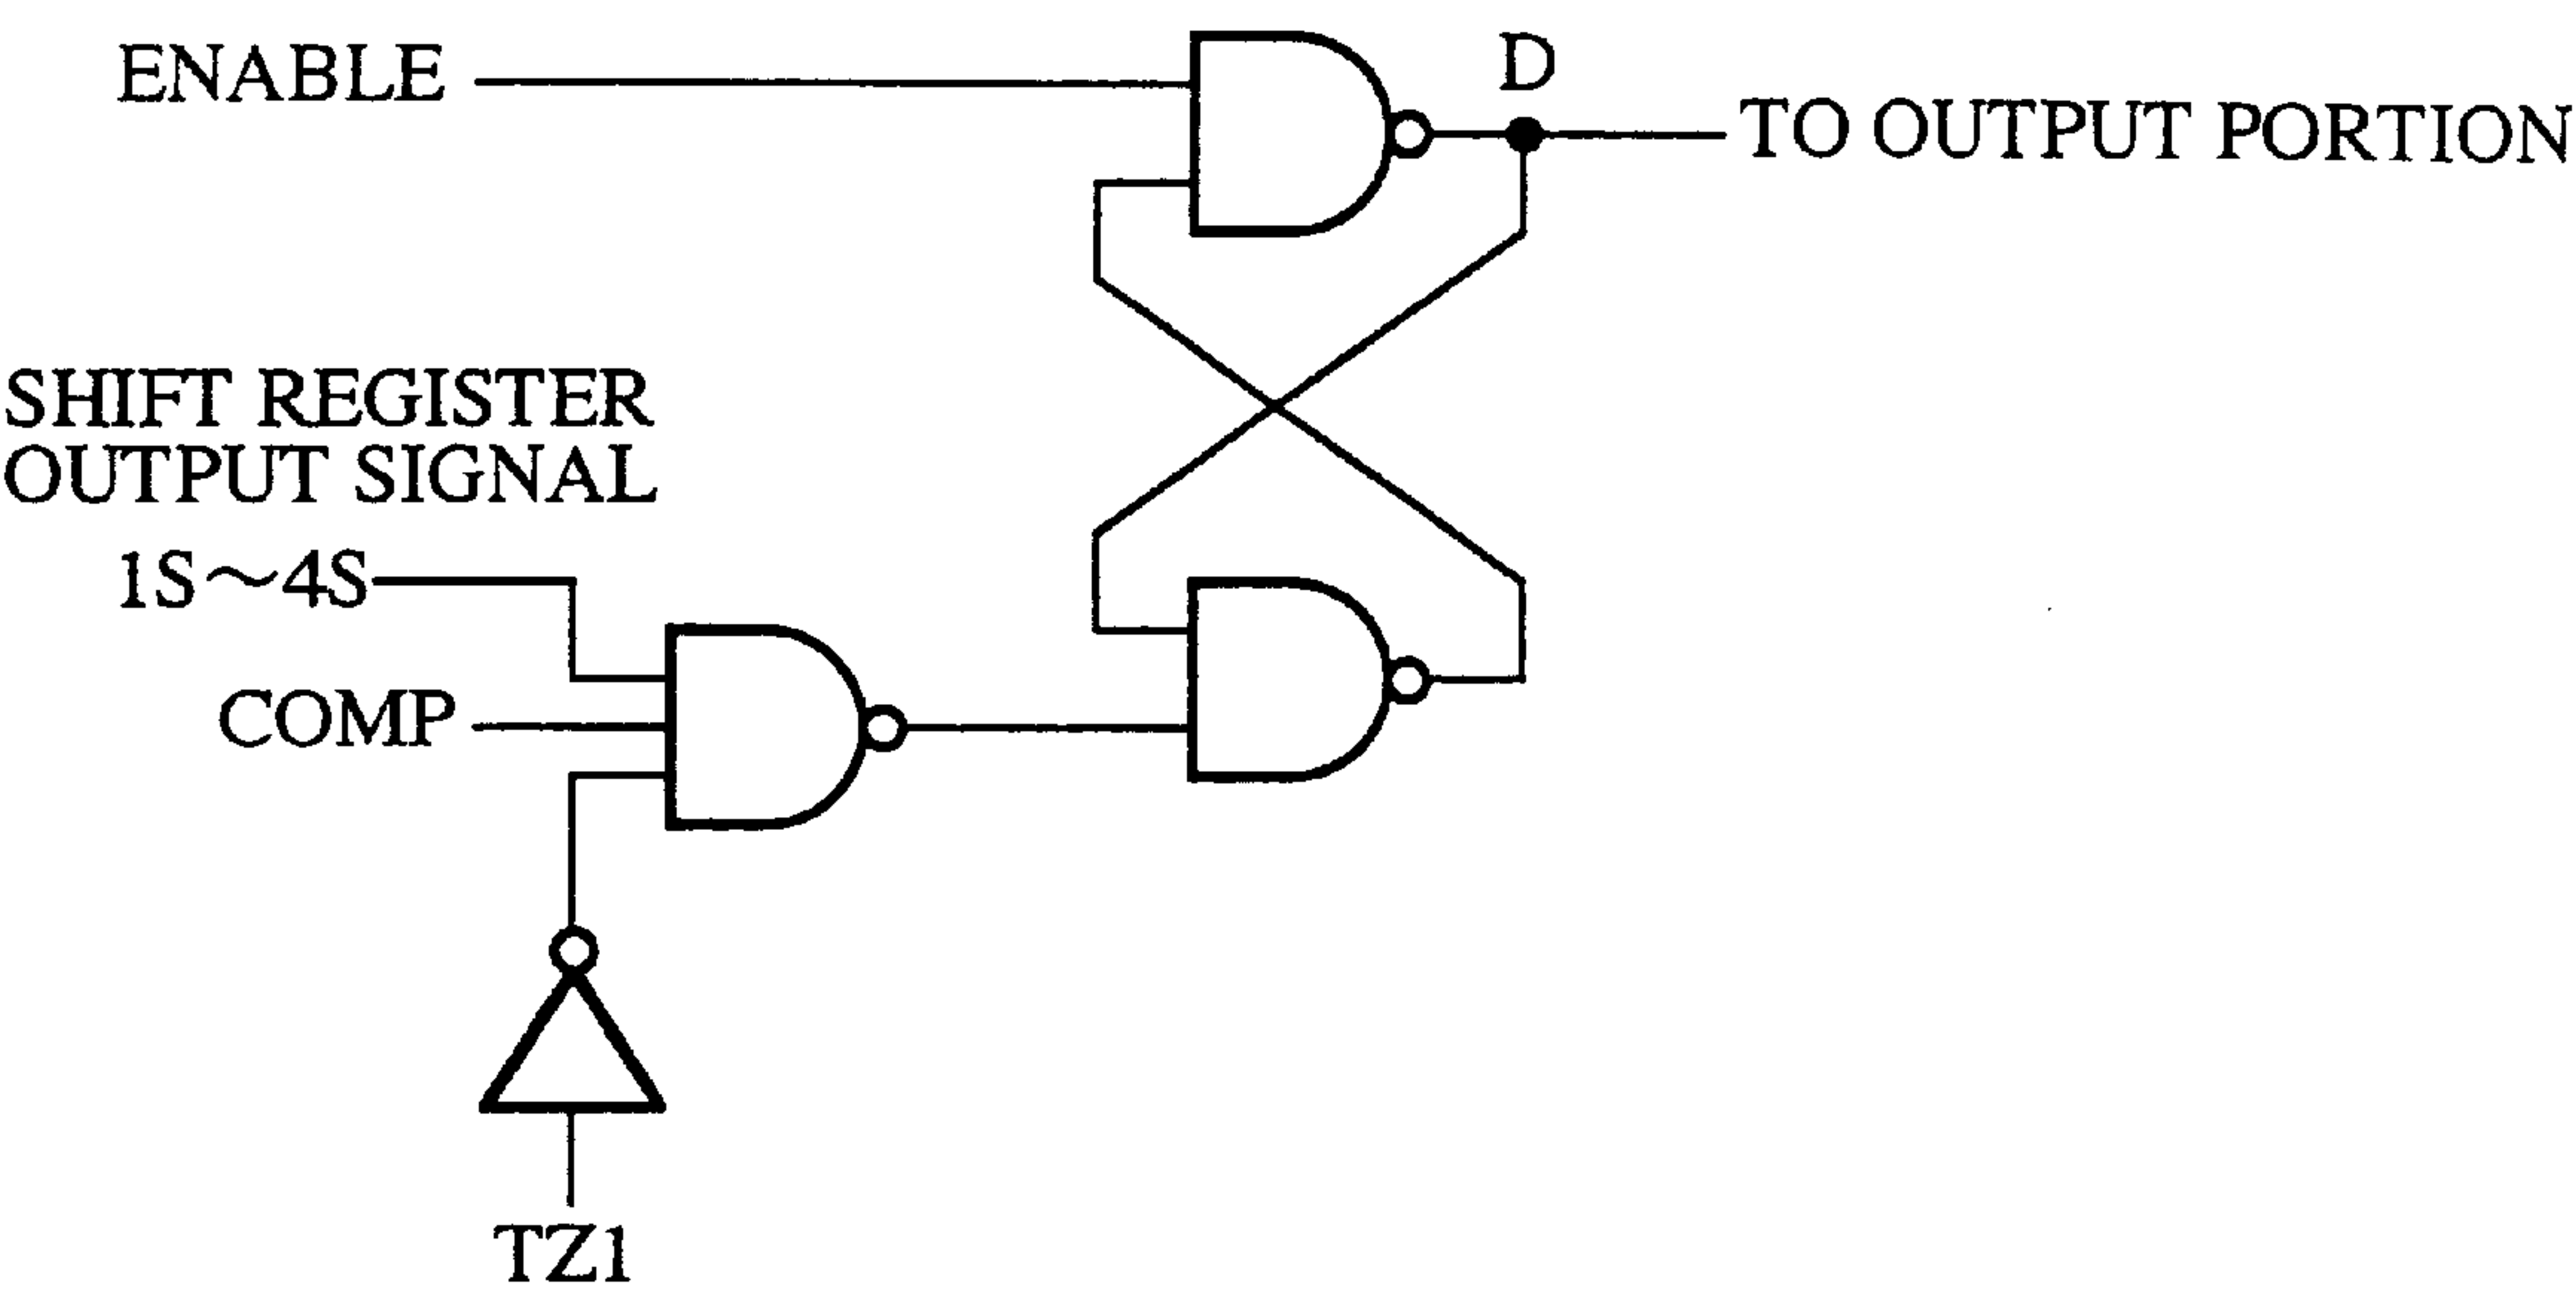 ENABLE
D
TO OUTPUT PORTION
SHIFT REGISTER
OUTPUT SIGNAL
1S～4S
COMP
TZ1